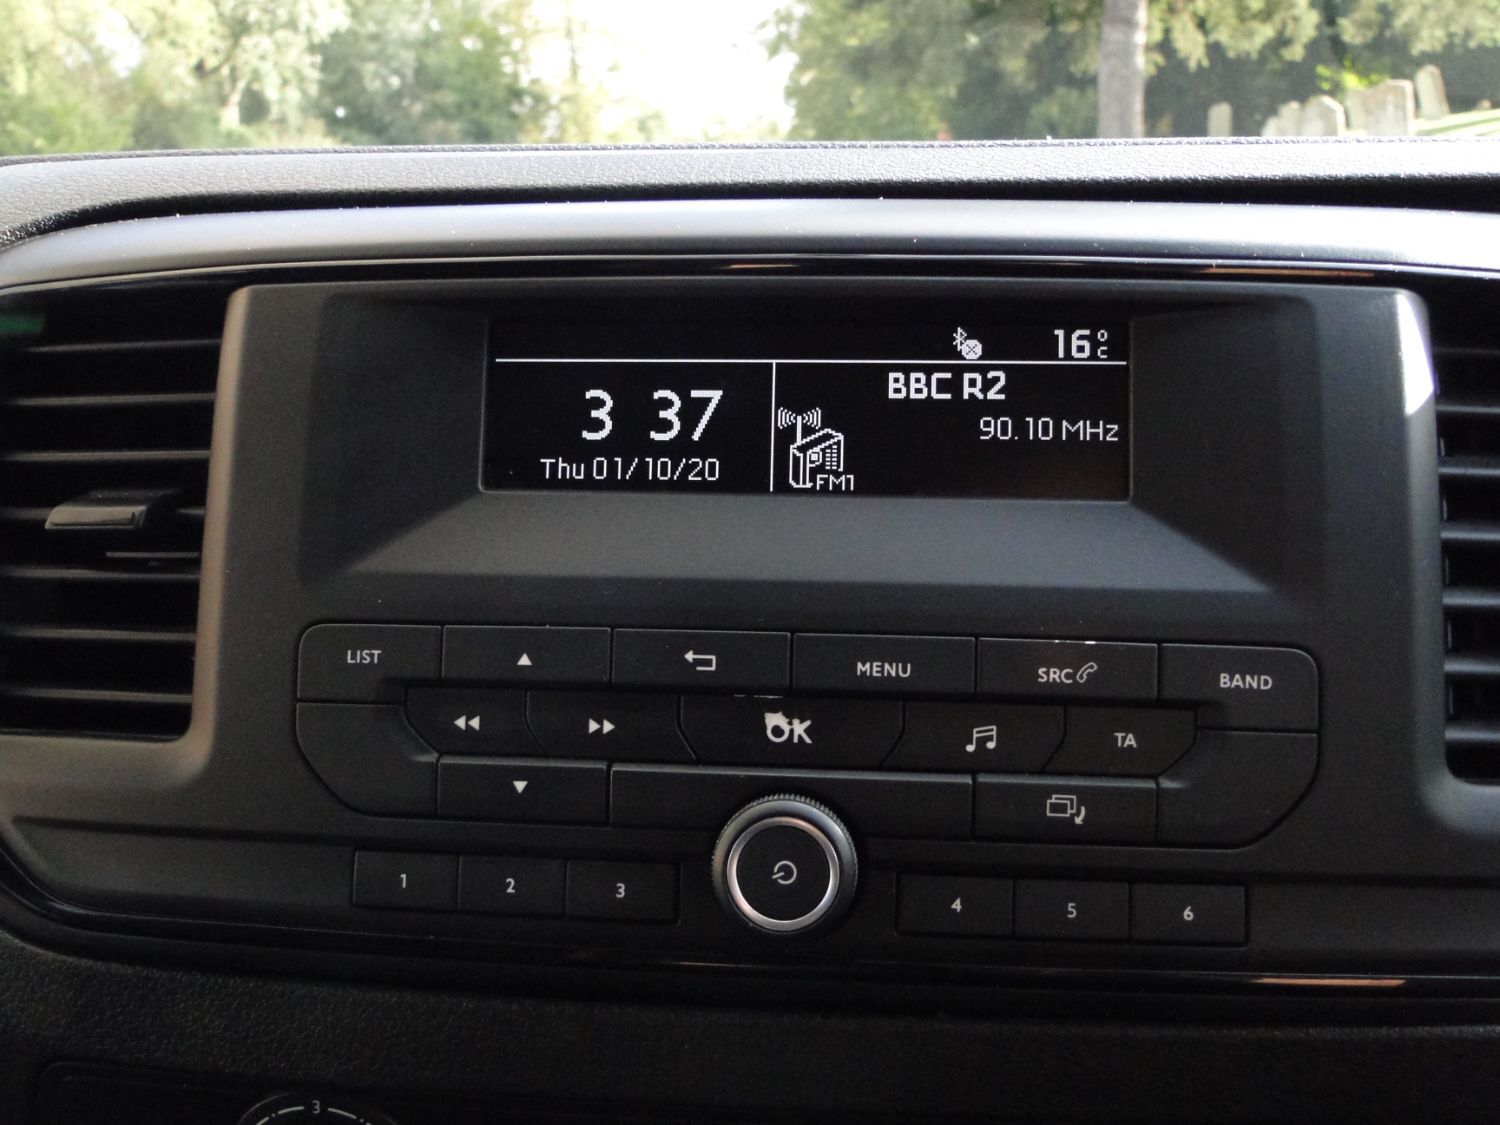 16°C
3 37
Thu 01/10/20
BBC R2
90.10 MHz
FM1
LIST
MENU
SRC
BAND
OK
TA
1
2
3
4
5
6
3